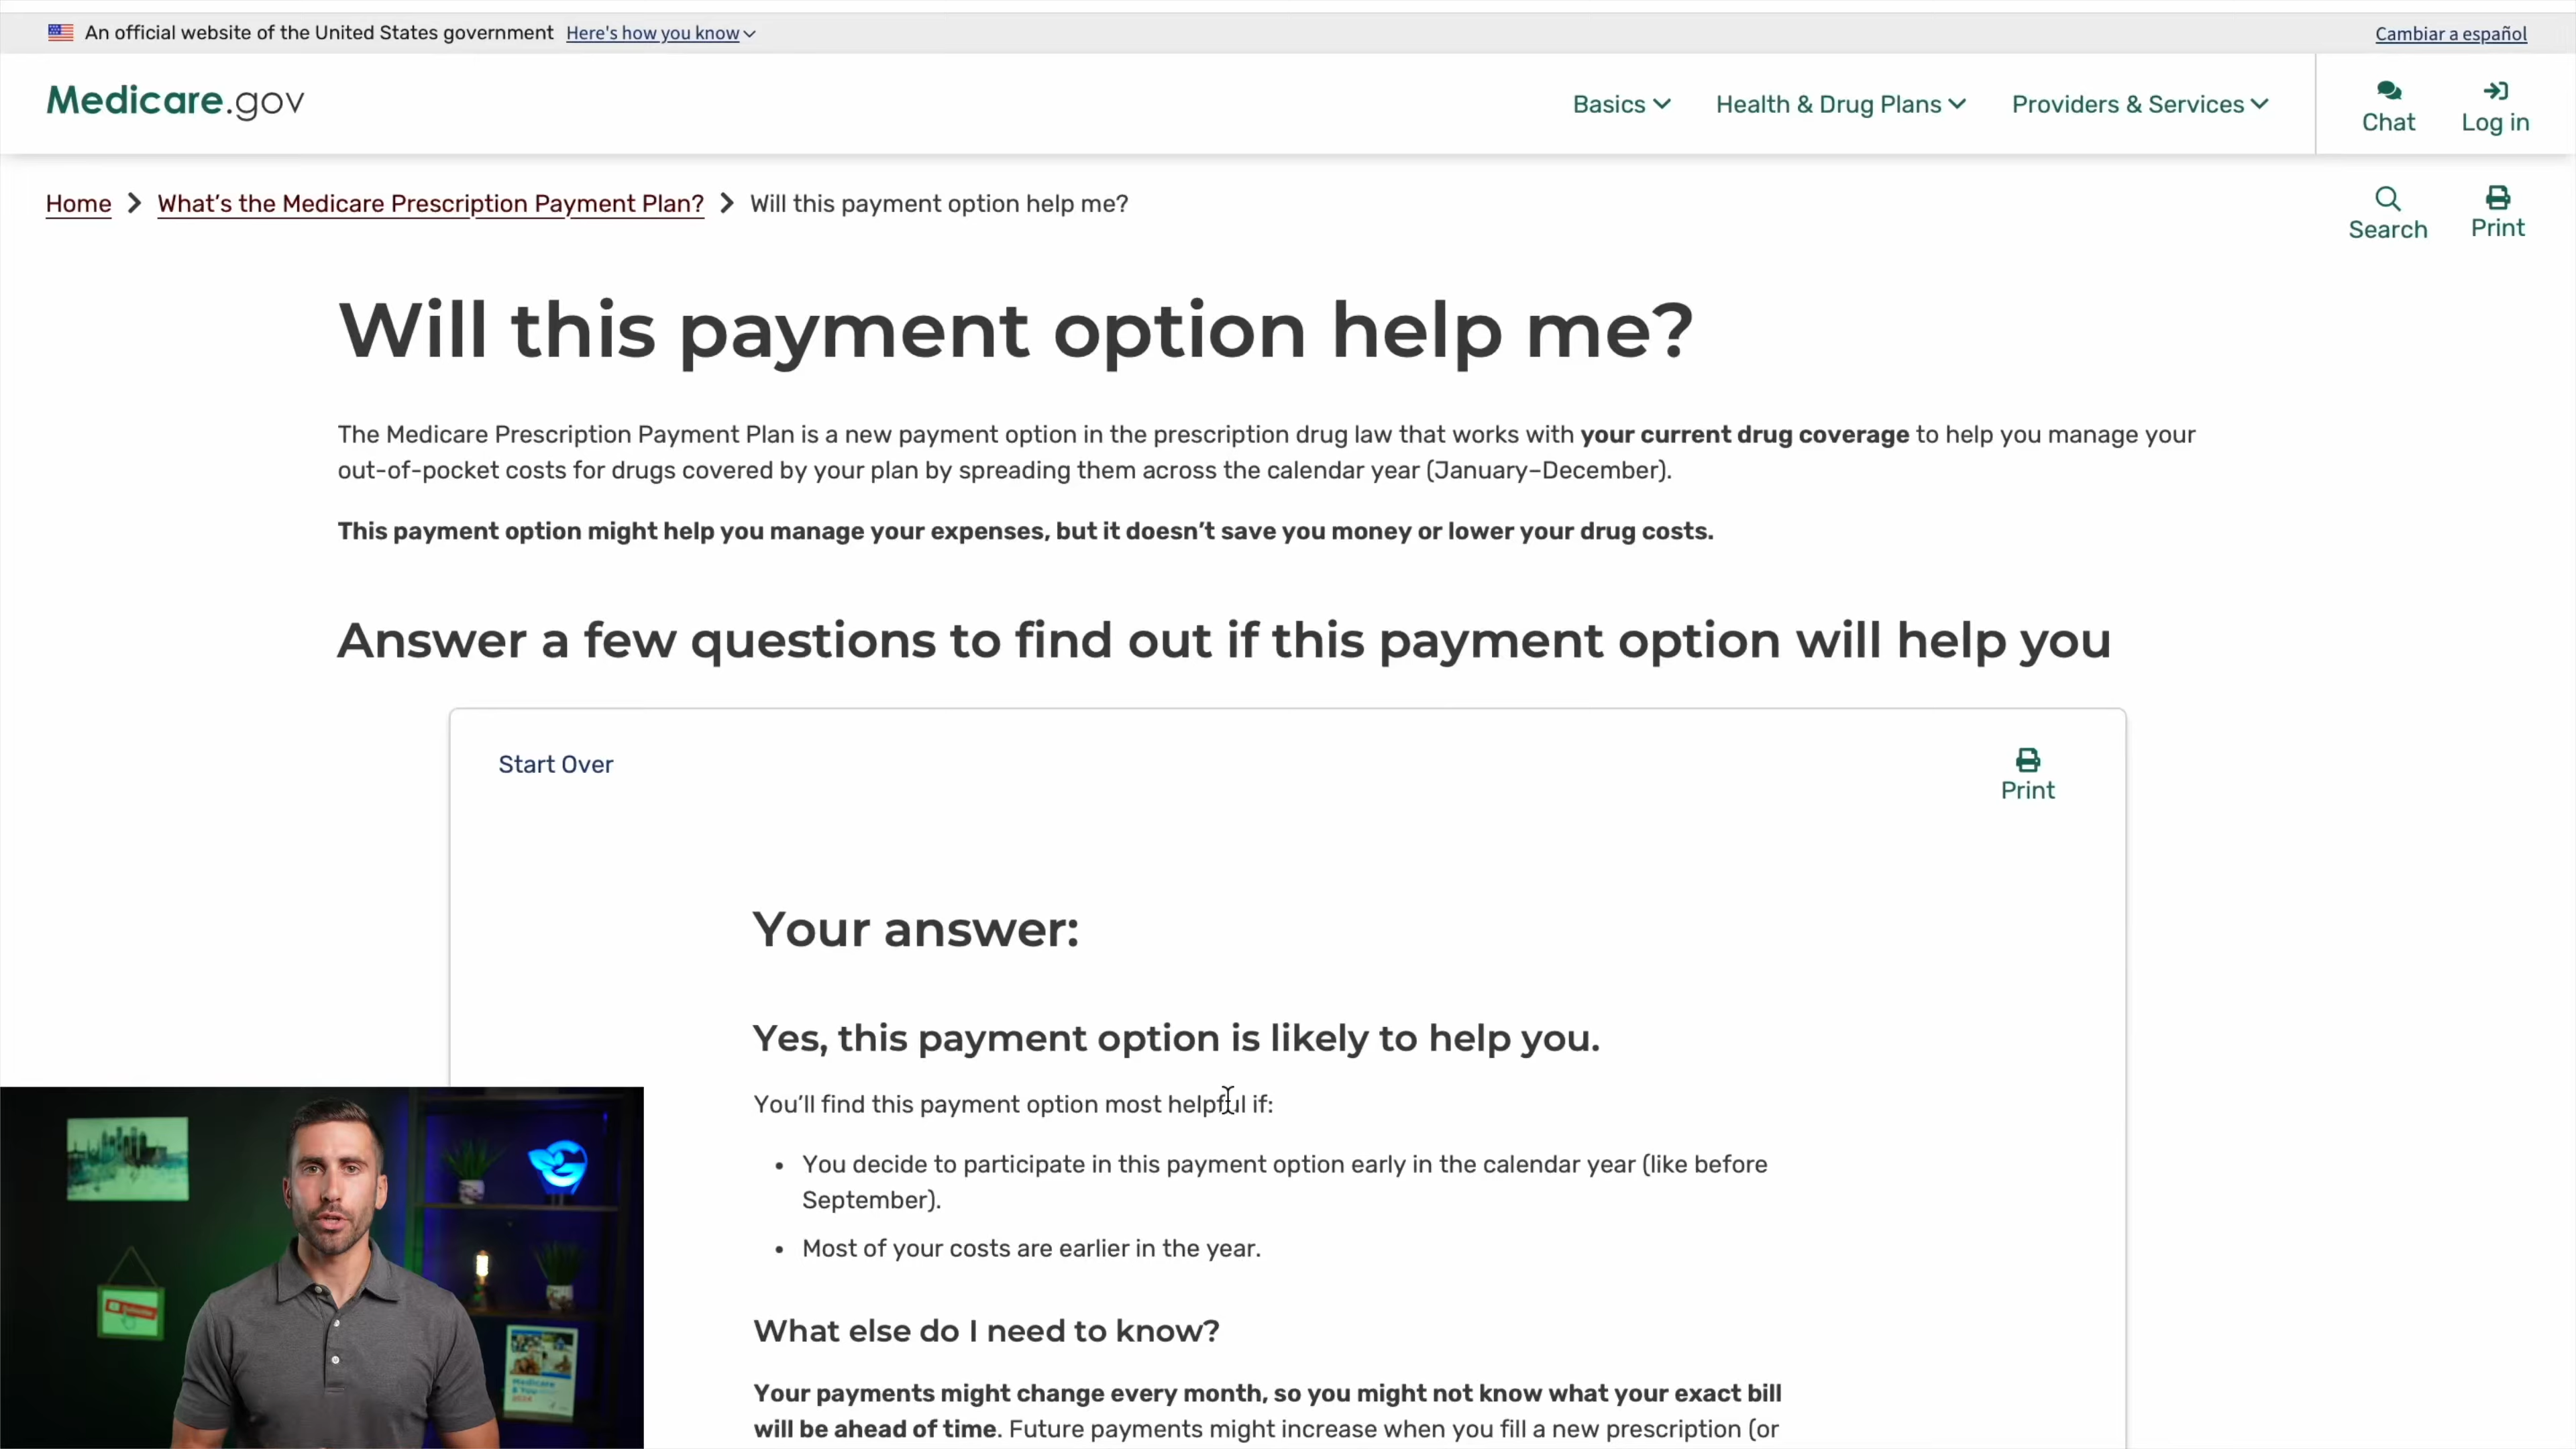 An official website of the United States government Here's how you know
Cambiar a español
Medicare.gov
Basics
Health & Drug Plans
Providers & Services
Chat
Log in
Home > What's the Medicare Prescription Payment Plan? > Will this payment option help me?
Search
Print
Will this payment option help me?
The Medicare Prescription Payment Plan is a new payment option in the prescription drug law that works with your current drug coverage to help you manage your
out-of-pocket costs for drugs covered by your plan by spreading them across the calendar year (January–December).
This payment option might help you manage your expenses, but it doesn't save you money or lower your drug costs.
Answer a few questions to find out if this payment option will help you
Start Over
Print
Your answer:
Yes, this payment option is likely to help you.
You'll find this payment option most helpful if:
• You decide to participate in this payment option early in the calendar year (like before
September).
• Most of your costs are earlier in the year.
What else do I need to know?
Your payments might change every month, so you might not know what your exact bill
will be ahead of time. Future payments might increase when you fill a new prescription (or
Subscribe
Medicare
& You
2024